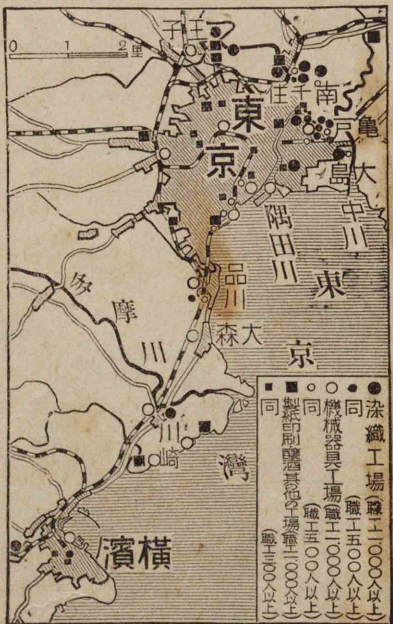 0 1 2里
王子
南千住
東京
亀戸
大島
中川
隅田川
品川
大森
東京灣
多摩川
川崎
橫濱
染織工場(職工一〇〇〇人以上)
同(職工五〇〇人以上)
機械器具工場(職工一〇〇〇人以上)
同(職工五〇〇人以上)
製紙印刷釀酒其他ノ工場(職工一〇〇〇人以上)
同(職工三〇〇人以上)